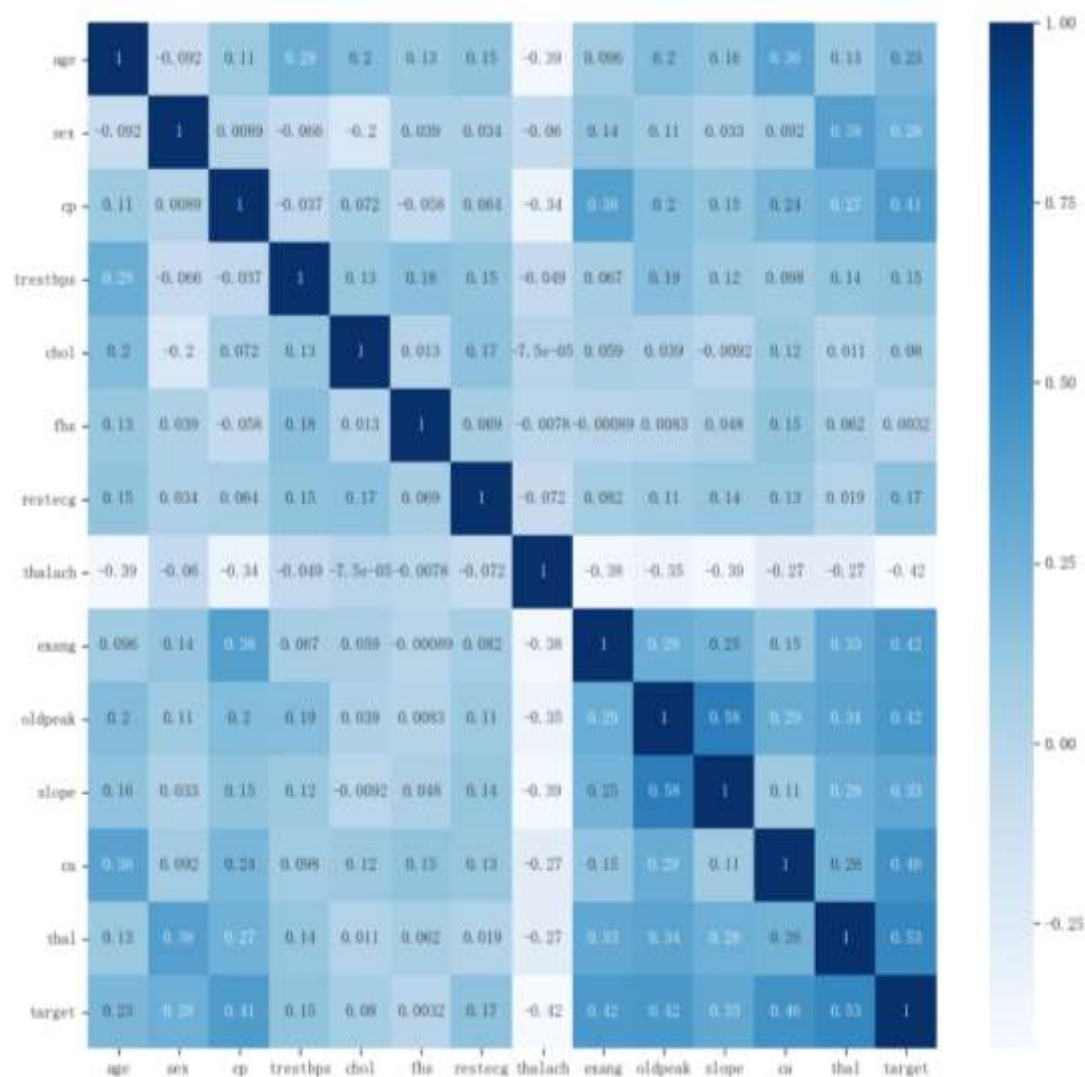 1.00
age 1 -0.092 0.11 0.29 0.2 0.13 0.15 -0.39 0.096 0.2 0.16 0.36 0.13 0.23
sex -0.092 1 0.0089 -0.066 -0.2 0.039 0.034 -0.06 0.14 0.11 0.033 0.092 0.38 0.28
cp 0.11 0.0089 1 -0.037 0.072 -0.058 0.064 -0.34 0.38 0.2 0.15 0.24 0.27 0.41
0.75
trestbps 0.29 -0.066 -0.037 1 0.13 0.18 0.15 -0.049 0.067 0.19 0.12 0.098 0.14 0.15
chol 0.2 -0.2 0.072 0.13 1 0.013 0.17 -7.5e-05 0.059 0.039 -0.0092 0.12 0.011 0.08
0.50
fbs 0.13 0.039 -0.058 0.18 0.013 1 0.069 -0.0078 -0.00089 0.0083 0.048 0.15 0.062 0.0032
restecg 0.15 0.034 0.064 0.15 0.17 0.069 1 -0.072 0.082 0.11 0.14 0.13 0.019 0.17
0.25
thalach -0.39 -0.06 -0.34 -0.049 -7.5e-05 -0.0078 -0.072 1 -0.38 -0.35 -0.39 -0.27 -0.27 -0.42
exang 0.096 0.14 0.38 0.067 0.059 -0.00089 0.082 -0.38 1 0.29 0.25 0.15 0.33 0.42
oldpeak 0.2 0.11 0.2 0.19 0.039 0.0083 0.11 -0.35 0.29 1 0.58 0.29 0.34 0.42
0.00
slope 0.16 0.033 0.15 0.12 -0.0092 0.048 0.14 -0.39 0.25 0.58 1 0.11 0.28 0.33
ca 0.36 0.092 0.24 0.098 0.12 0.15 0.13 -0.27 0.15 0.29 0.11 1 0.26 0.46
thal 0.13 0.38 0.27 0.14 0.011 0.062 0.019 -0.27 0.33 0.34 0.28 0.26 1 0.53
-0.25
target 0.23 0.28 0.41 0.15 0.08 0.0032 0.17 -0.42 0.42 0.42 0.33 0.46 0.53 1
age sex cp trestbps chol fbs restecg thalach exang oldpeak slope ca thal target